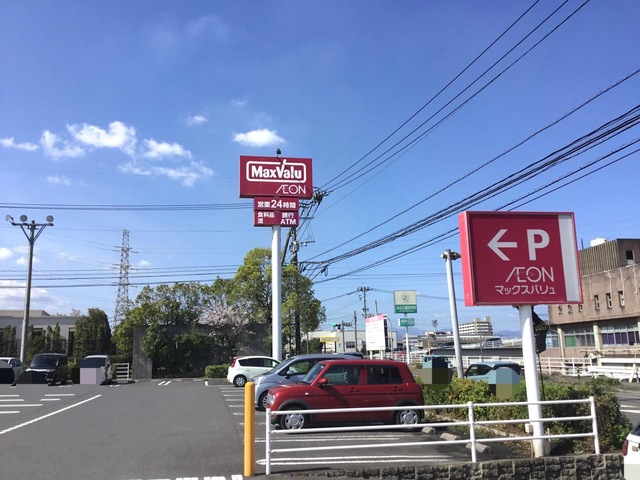 MaxValu
ÆON
営業24時間
食料品 銀行
酒 ATM
P
ÆON
マックスバリュ